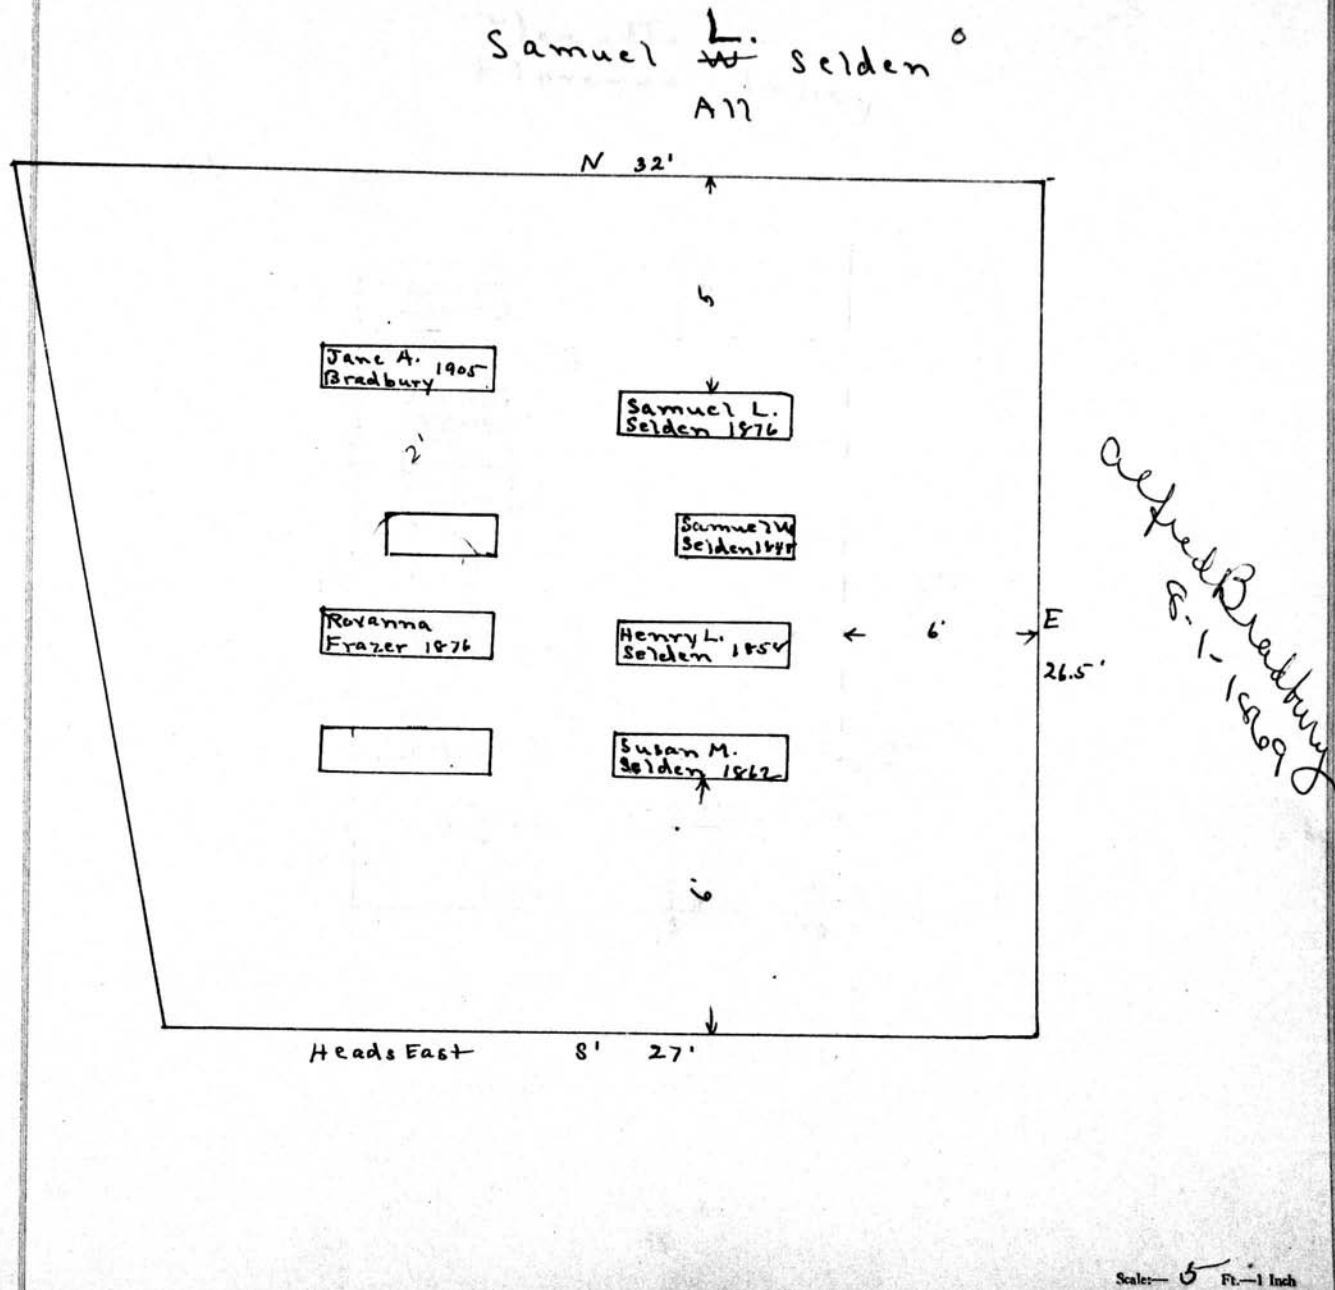 Samuel L. W Selden
All
N 32'
6
Jane A. 1905
Bradbury
Samuel L.
Selden 1876
2'
Samuel W
Selden 1848
Roxanna
Frazer 1876
Henry L.
Selden 1858
← 6' →
E
26.5'
Alfred Bradbury
8-1-1869
Susan M.
Selden 1862
6
Heads East S' 27'
Scale:— 5 Ft.—1 Inch